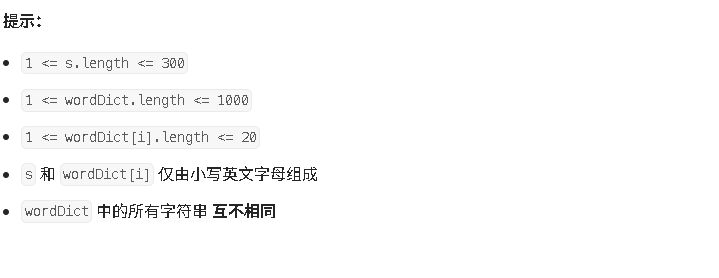 提示：
1 <= s.length <= 300
1 <= wordDict.length <= 1000
1 <= wordDict[i].length <= 20
s 和 wordDict[i] 仅由小写英文字母组成
wordDict 中的所有字符串 互不相同